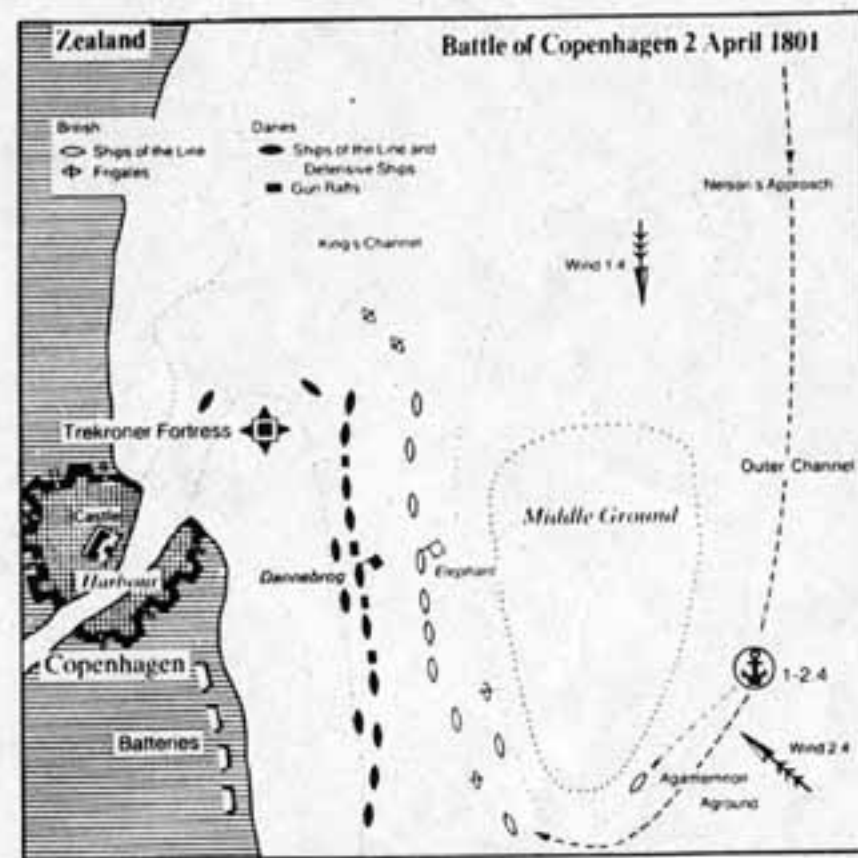 Zealand
Battle of Copenhagen 2 April 1801
British
Ships of the Line
Frigates
Danes
Ships of the Line and
Defensive Ships
Gun Rafts
Nelson's Approach
King's Channel
Wind 1.4
Trekroner Fortress
Outer Channel
Middle Ground
Castle
Harbour
Dannebrog
Elephant
Copenhagen
1-2.4
Batteries
Wind 2.4
Agamemnon
Aground